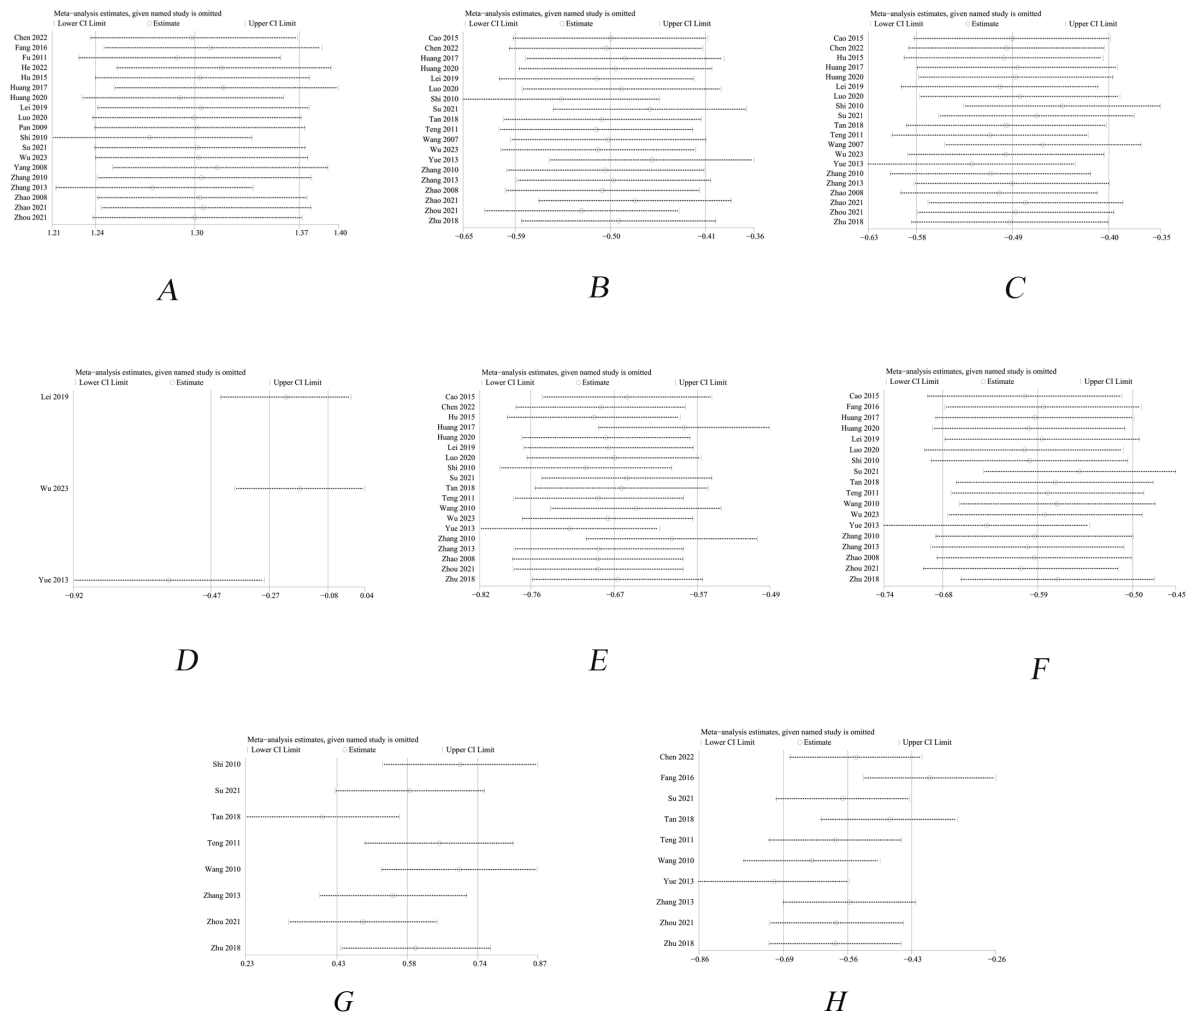 Meta-analysis estimates, given named study is omitted
Lower CI Limit Estimate Upper CI Limit
Chen 2022
Fang 2016
Fu 2011
He 2022
Hu 2015
Huang 2017
Huang 2020
Lei 2019
Luo 2020
Pan 2009
Shi 2010
Su 2021
Wu 2023
Yang 2008
Zhang 2010
Zhang 2013
Zhao 2008
Zhao 2021
Zhou 2021
1.21 1.24 1.30 1.37 1.40
A
Meta-analysis estimates, given named study is omitted
Lower CI Limit Estimate Upper CI Limit
Cao 2015
Chen 2022
Huang 2017
Huang 2020
Lei 2019
Luo 2020
Shi 2010
Su 2021
Tan 2018
Teng 2011
Wang 2007
Wu 2023
Yue 2013
Zhang 2010
Zhang 2013
Zhao 2008
Zhao 2021
Zhou 2021
Zhu 2018
−0.65 −0.59 −0.50 −0.41 −0.36
B
Meta-analysis estimates, given named study is omitted
Lower CI Limit Estimate Upper CI Limit
Cao 2015
Chen 2022
Hu 2015
Huang 2017
Huang 2020
Lei 2019
Luo 2020
Shi 2010
Su 2021
Tan 2018
Teng 2011
Wang 2007
Wu 2023
Yue 2013
Zhang 2010
Zhang 2013
Zhao 2008
Zhao 2021
Zhou 2021
Zhu 2018
−0.63 −0.58 −0.49 −0.40 −0.35
C
Meta-analysis estimates, given named study is omitted
Lower CI Limit Estimate Upper CI Limit
Lei 2019
Wu 2023
Yue 2013
−0.92 −0.47 −0.27 −0.08 0.04
D
Meta-analysis estimates, given named study is omitted
Lower CI Limit Estimate Upper CI Limit
Cao 2015
Chen 2022
Hu 2015
Huang 2017
Huang 2020
Lei 2019
Luo 2020
Shi 2010
Su 2021
Tan 2018
Teng 2011
Wang 2010
Wu 2023
Yue 2013
Zhang 2010
Zhang 2013
Zhao 2008
Zhou 2021
Zhu 2018
−0.82 −0.76 −0.67 −0.57 −0.49
E
Meta-analysis estimates, given named study is omitted
Lower CI Limit Estimate Upper CI Limit
Cao 2015
Fang 2016
Huang 2017
Huang 2020
Lei 2019
Luo 2020
Shi 2010
Su 2021
Tan 2018
Teng 2011
Wang 2010
Wu 2023
Yue 2013
Zhang 2010
Zhang 2013
Zhao 2008
Zhou 2021
Zhu 2018
−0.74 −0.68 −0.59 −0.50 −0.45
F
Meta-analysis estimates, given named study is omitted
Lower CI Limit Estimate Upper CI Limit
Shi 2010
Su 2021
Tan 2018
Teng 2011
Wang 2010
Zhang 2013
Zhou 2021
Zhu 2018
0.23 0.43 0.58 0.74 0.87
G
Meta-analysis estimates, given named study is omitted
Lower CI Limit Estimate Upper CI Limit
Chen 2022
Fang 2016
Su 2021
Tan 2018
Teng 2011
Wang 2010
Yue 2013
Zhang 2013
Zhou 2021
Zhu 2018
−0.86 −0.69 −0.56 −0.43 −0.26
H